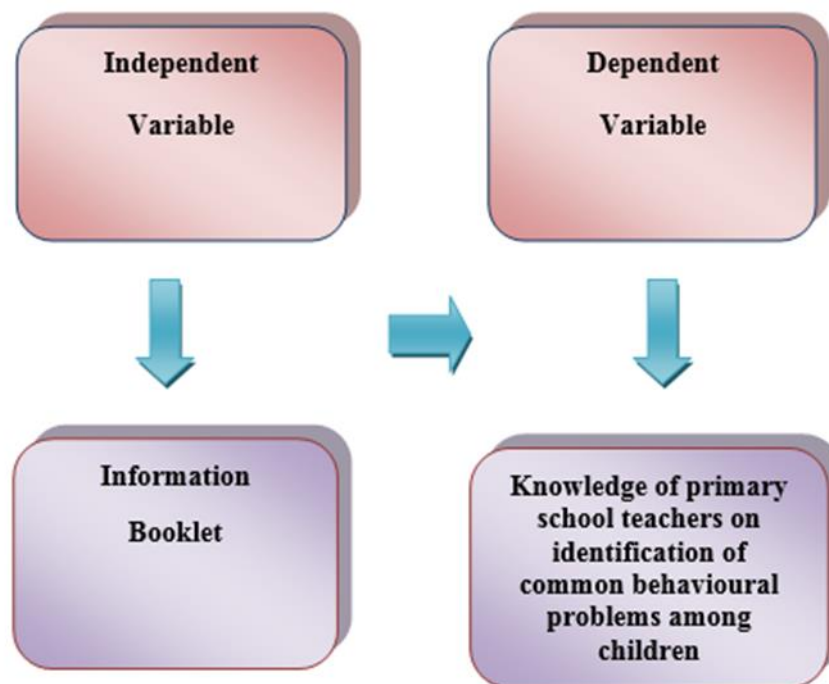 Independent
Variable
Dependent
Variable
Information
Booklet
Knowledge of primary
school teachers on
identification of
common behavioural
problems among
children